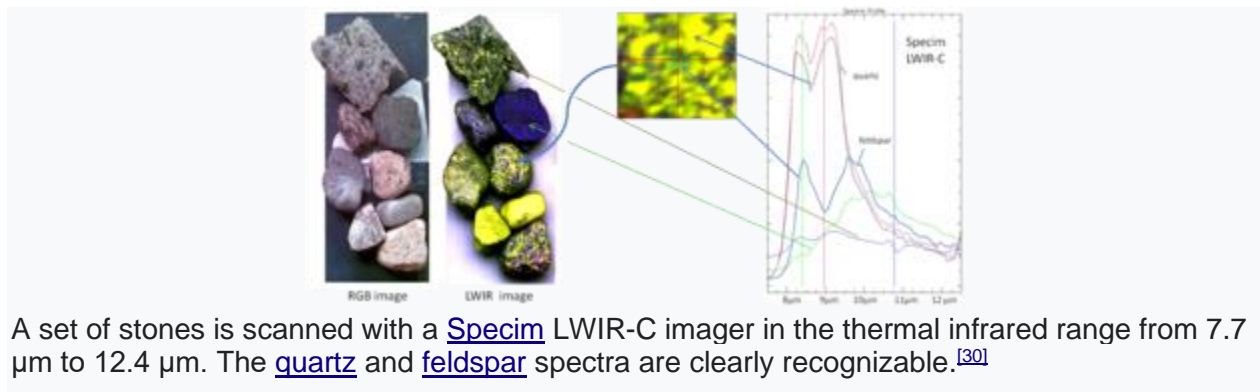 Specim
LWIR-C
quartz
feldspar
8µm 9µm 10µm 11µm 12µm
RGB image LWIR image
A set of stones is scanned with a Specim LWIR-C imager in the thermal infrared range from 7.7
µm to 12.4 µm. The quartz and feldspar spectra are clearly recognizable.[30]